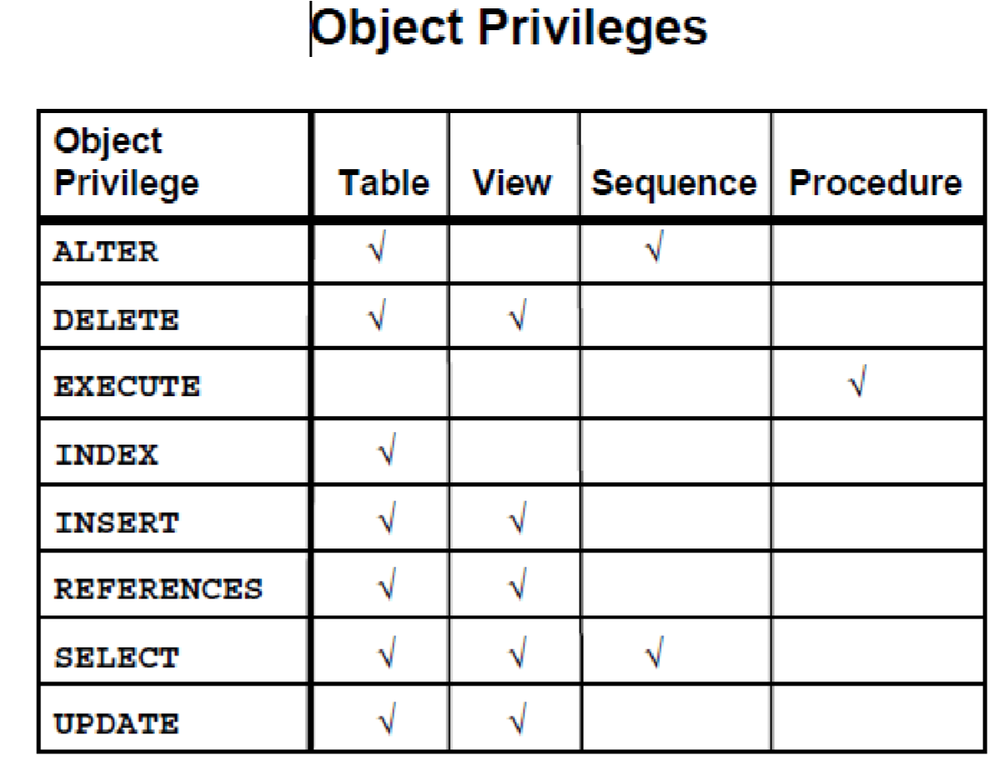 Object Privileges
Object
Privilege Table View Sequence Procedure
ALTER √ √
DELETE √ √
EXECUTE √
INDEX √
INSERT √ √
REFERENCES √ √
SELECT √ √ √
UPDATE √ √